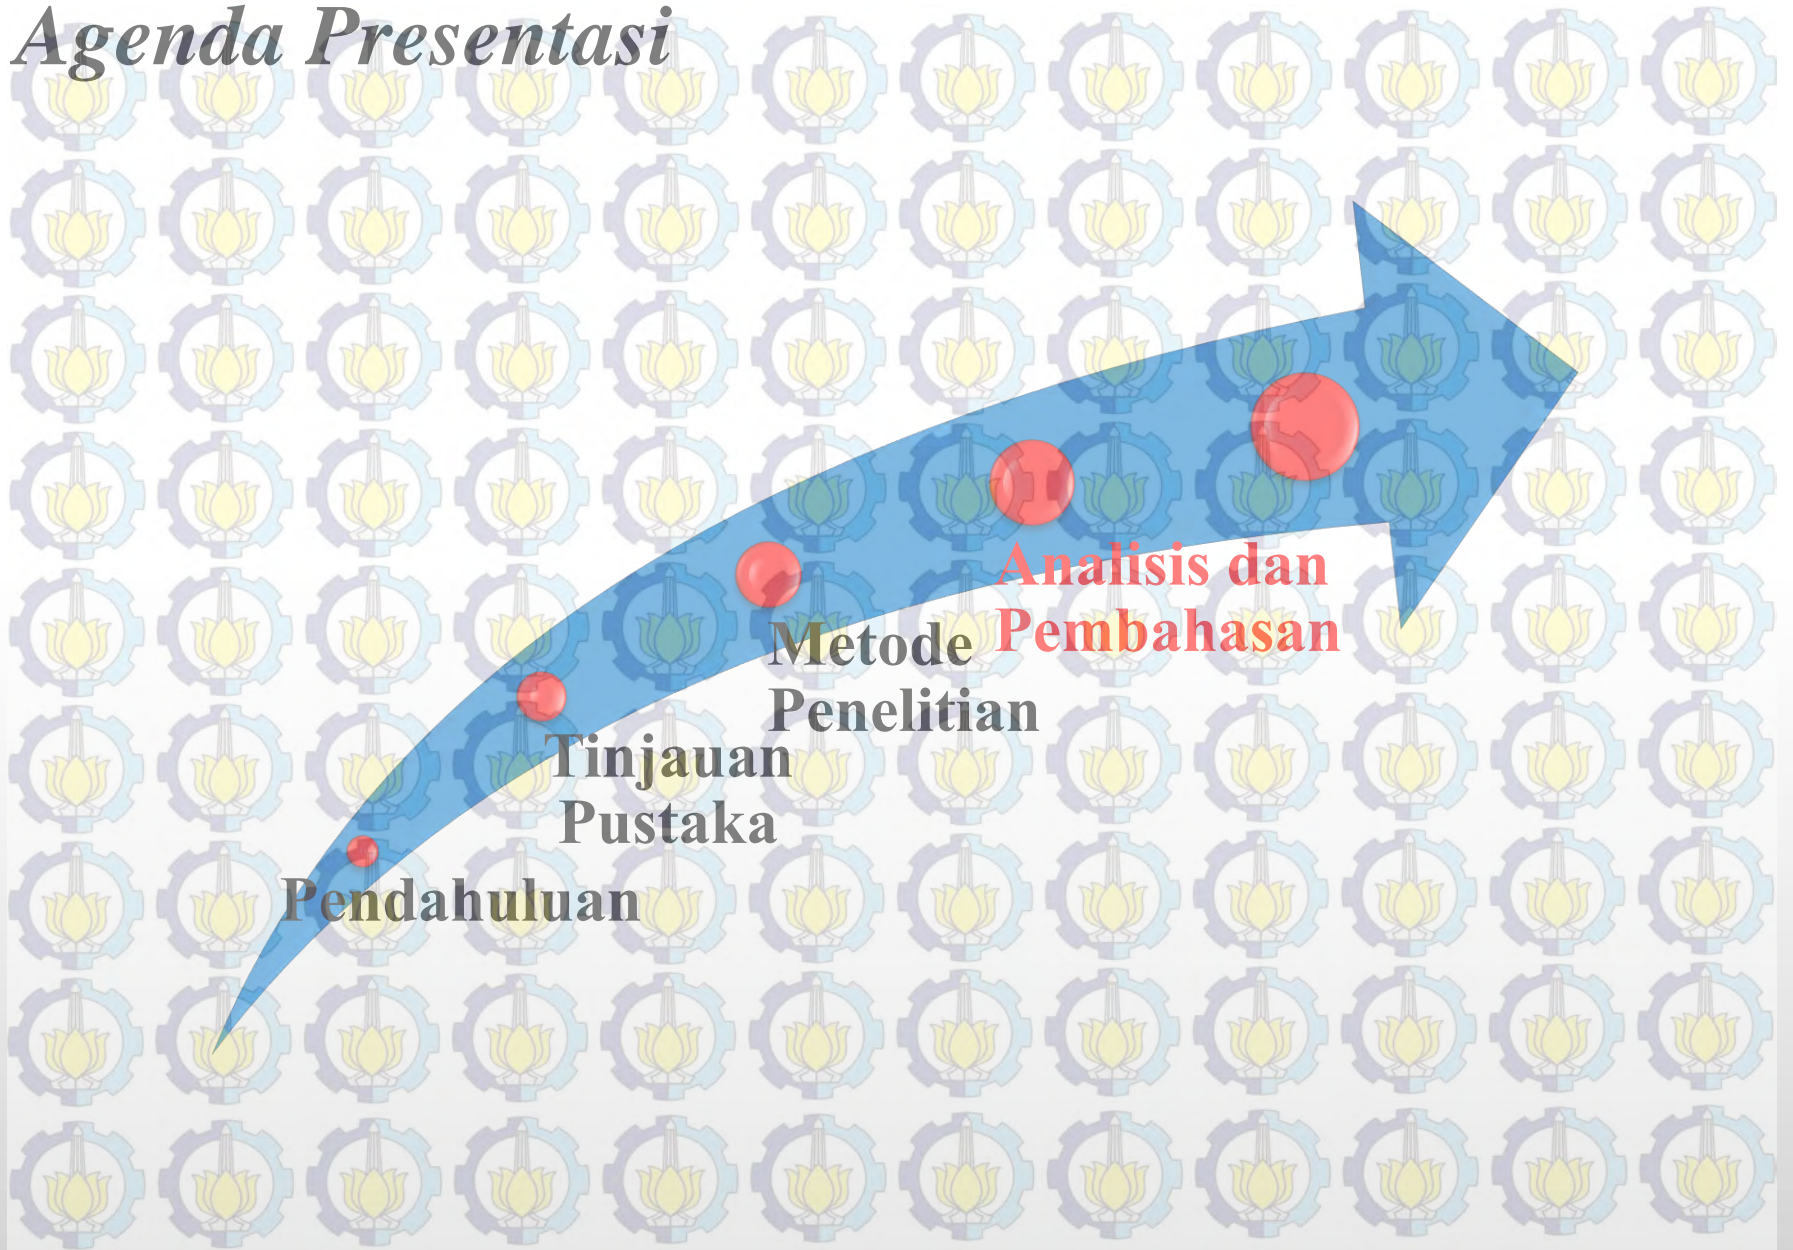 Agenda Presentasi
Pendahuluan
Tinjauan
Pustaka
Metode
Penelitian
Analisis dan
Pembahasan